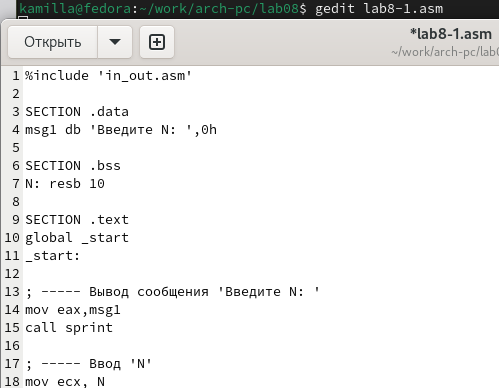 kamilla@fedora:~/work/arch-pc/lab08$ gedit lab8-1.asm
Открыть
*lab8-1.asm
~/work/arch-pc/lab0
1 %include 'in_out.asm'
2
3 SECTION .data
4 msg1 db 'Введите N: ',0h
5
6 SECTION .bss
7 N: resb 10
8
9 SECTION .text
10 global _start
11 _start:
12
13 ; ----- Вывод сообщения 'Введите N: '
14 mov eax,msg1
15 call sprint
16
17 ; ----- Ввод 'N'
18 mov ecx, N